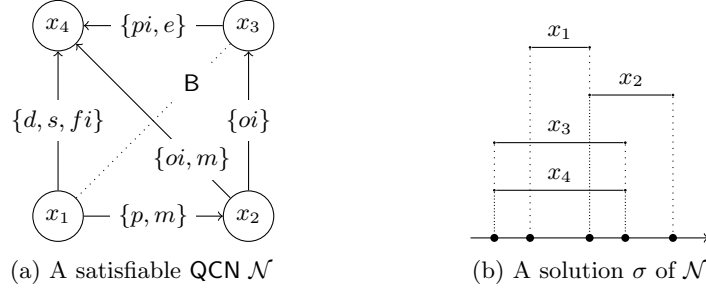 x₄ {pi, e} x₃
B
{d, s, fi} {oi}
{oi, m}
x₁ {p, m} x₂
(a) A satisfiable QCN 𝒩
x₁
x₂
x₃
x₄
(b) A solution σ of 𝒩